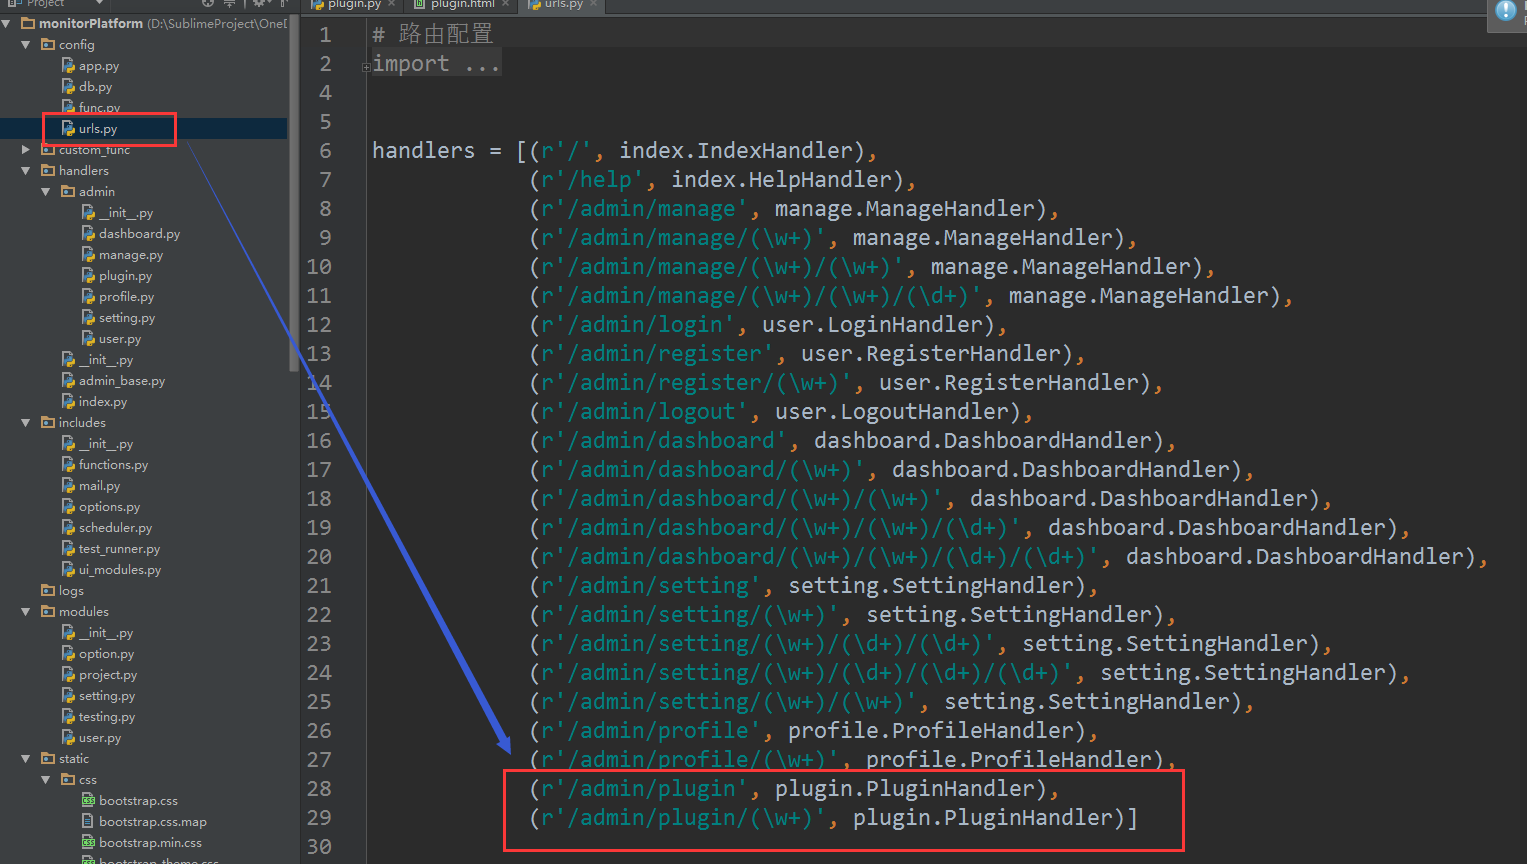 Project
monitorPlatform (D:\SublimeProject\OneD
config
app.py
db.py
func.py
urls.py
custom_func
handlers
admin
__init__.py
dashboard.py
manage.py
plugin.py
profile.py
setting.py
user.py
__init__.py
admin_base.py
index.py
includes
__init__.py
functions.py
mail.py
options.py
scheduler.py
test_runner.py
ui_modules.py
logs
modules
__init__.py
option.py
project.py
setting.py
testing.py
user.py
static
css
bootstrap.css
bootstrap.css.map
bootstrap.min.css
bootstrap-theme.css
plugin.py plugin.html urls.py
1 # 路由配置
2 import ...
4
5
6 handlers = [(r'/', index.IndexHandler),
7 (r'/help', index.HelpHandler),
8 (r'/admin/manage', manage.ManageHandler),
9 (r'/admin/manage/(\w+)', manage.ManageHandler),
10 (r'/admin/manage/(\w+)/(\w+)', manage.ManageHandler),
11 (r'/admin/manage/(\w+)/(\w+)/(\d+)', manage.ManageHandler),
12 (r'/admin/login', user.LoginHandler),
13 (r'/admin/register', user.RegisterHandler),
14 (r'/admin/register/(\w+)', user.RegisterHandler),
15 (r'/admin/logout', user.LogoutHandler),
16 (r'/admin/dashboard', dashboard.DashboardHandler),
17 (r'/admin/dashboard/(\w+)', dashboard.DashboardHandler),
18 (r'/admin/dashboard/(\w+)/(\w+)', dashboard.DashboardHandler),
19 (r'/admin/dashboard/(\w+)/(\w+)/(\d+)', dashboard.DashboardHandler),
20 (r'/admin/dashboard/(\w+)/(\w+)/(\d+)/(\d+)', dashboard.DashboardHandler),
21 (r'/admin/setting', setting.SettingHandler),
22 (r'/admin/setting/(\w+)', setting.SettingHandler),
23 (r'/admin/setting/(\w+)/(\d+)/(\d+)', setting.SettingHandler),
24 (r'/admin/setting/(\w+)/(\d+)/(\d+)/(\d+)', setting.SettingHandler),
25 (r'/admin/setting/(\w+)/(\w+)', setting.SettingHandler),
26 (r'/admin/profile', profile.ProfileHandler),
27 (r'/admin/profile/(\w+)', profile.ProfileHandler),
28 (r'/admin/plugin', plugin.PluginHandler),
29 (r'/admin/plugin/(\w+)', plugin.PluginHandler)]
30